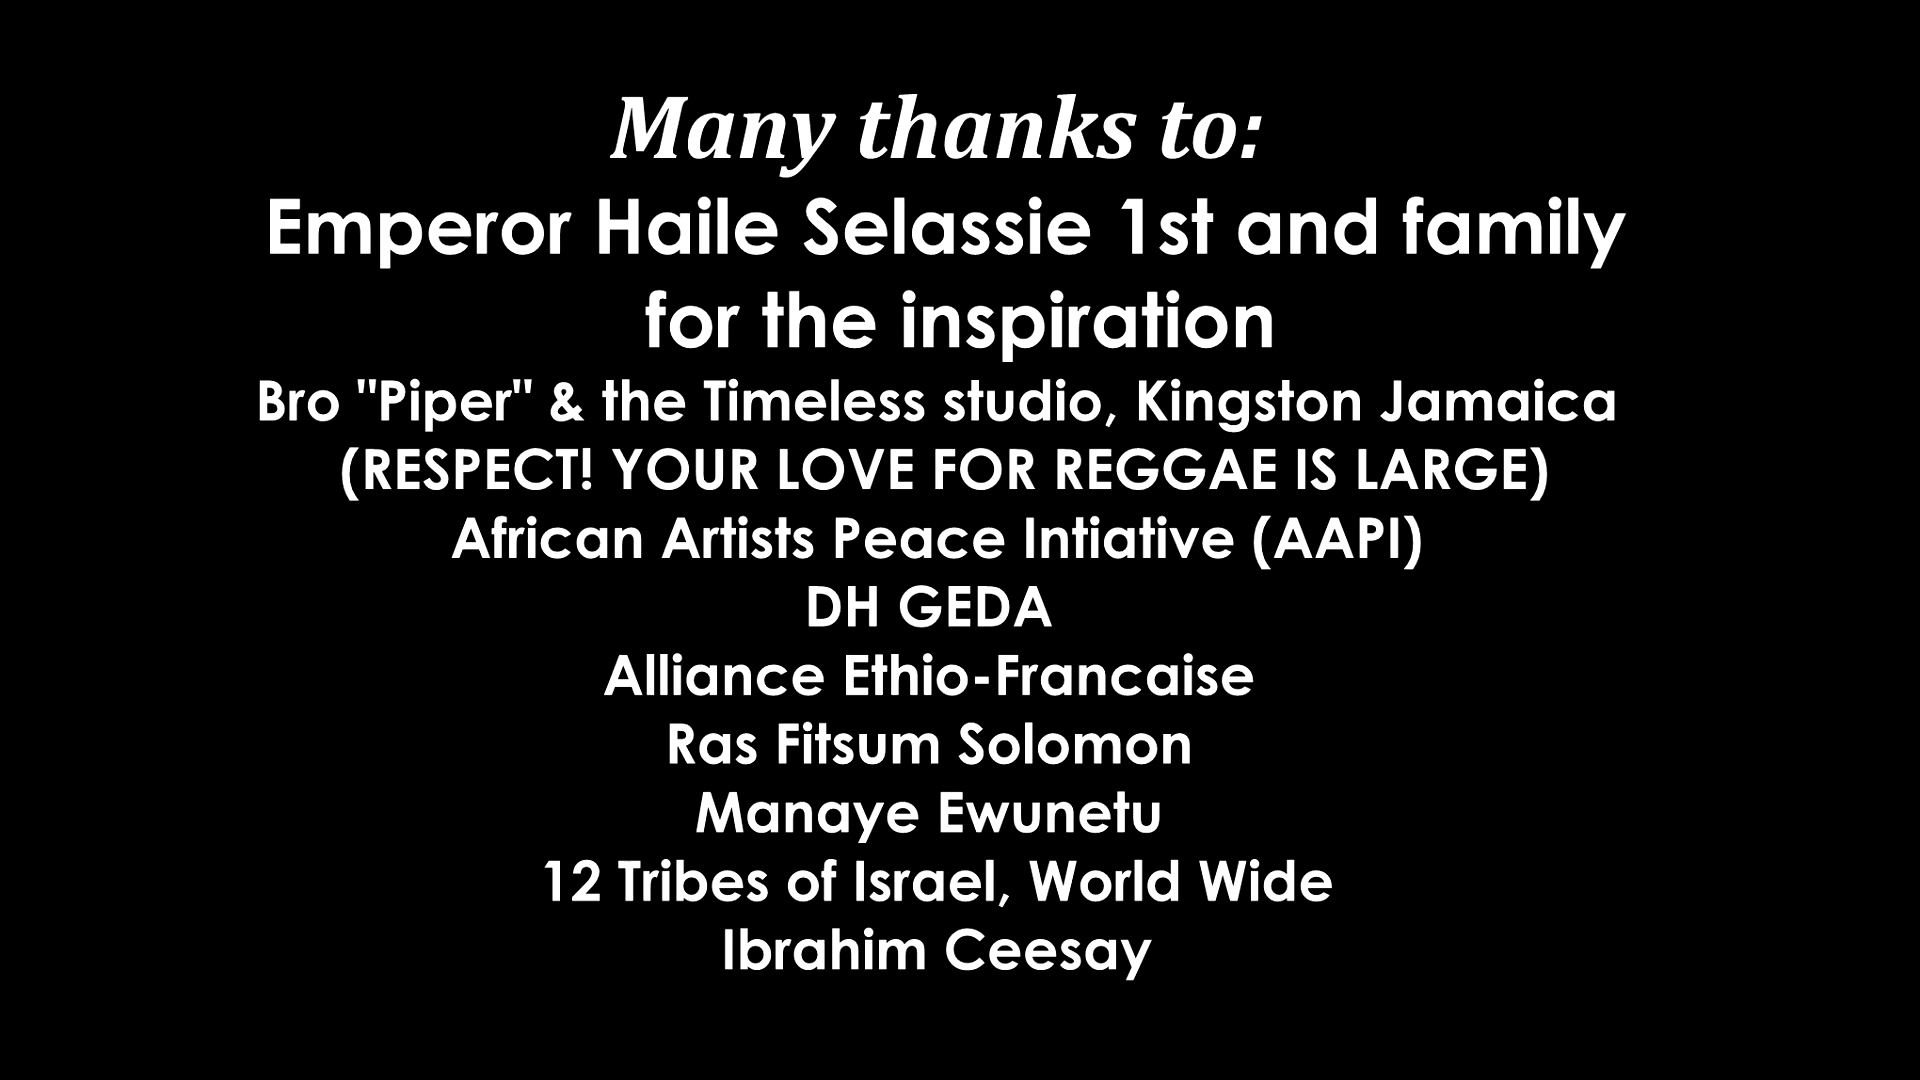 Many thanks to:
Emperor Haile Selassie 1st and family
for the inspiration
Bro "Piper" & the Timeless studio, Kingston Jamaica
(RESPECT! YOUR LOVE FOR REGGAE IS LARGE)
African Artists Peace Intiative (AAPI)
DH GEDA
Alliance Ethio-Francaise
Ras Fitsum Solomon
Manaye Ewunetu
12 Tribes of Israel, World Wide
Ibrahim Ceesay